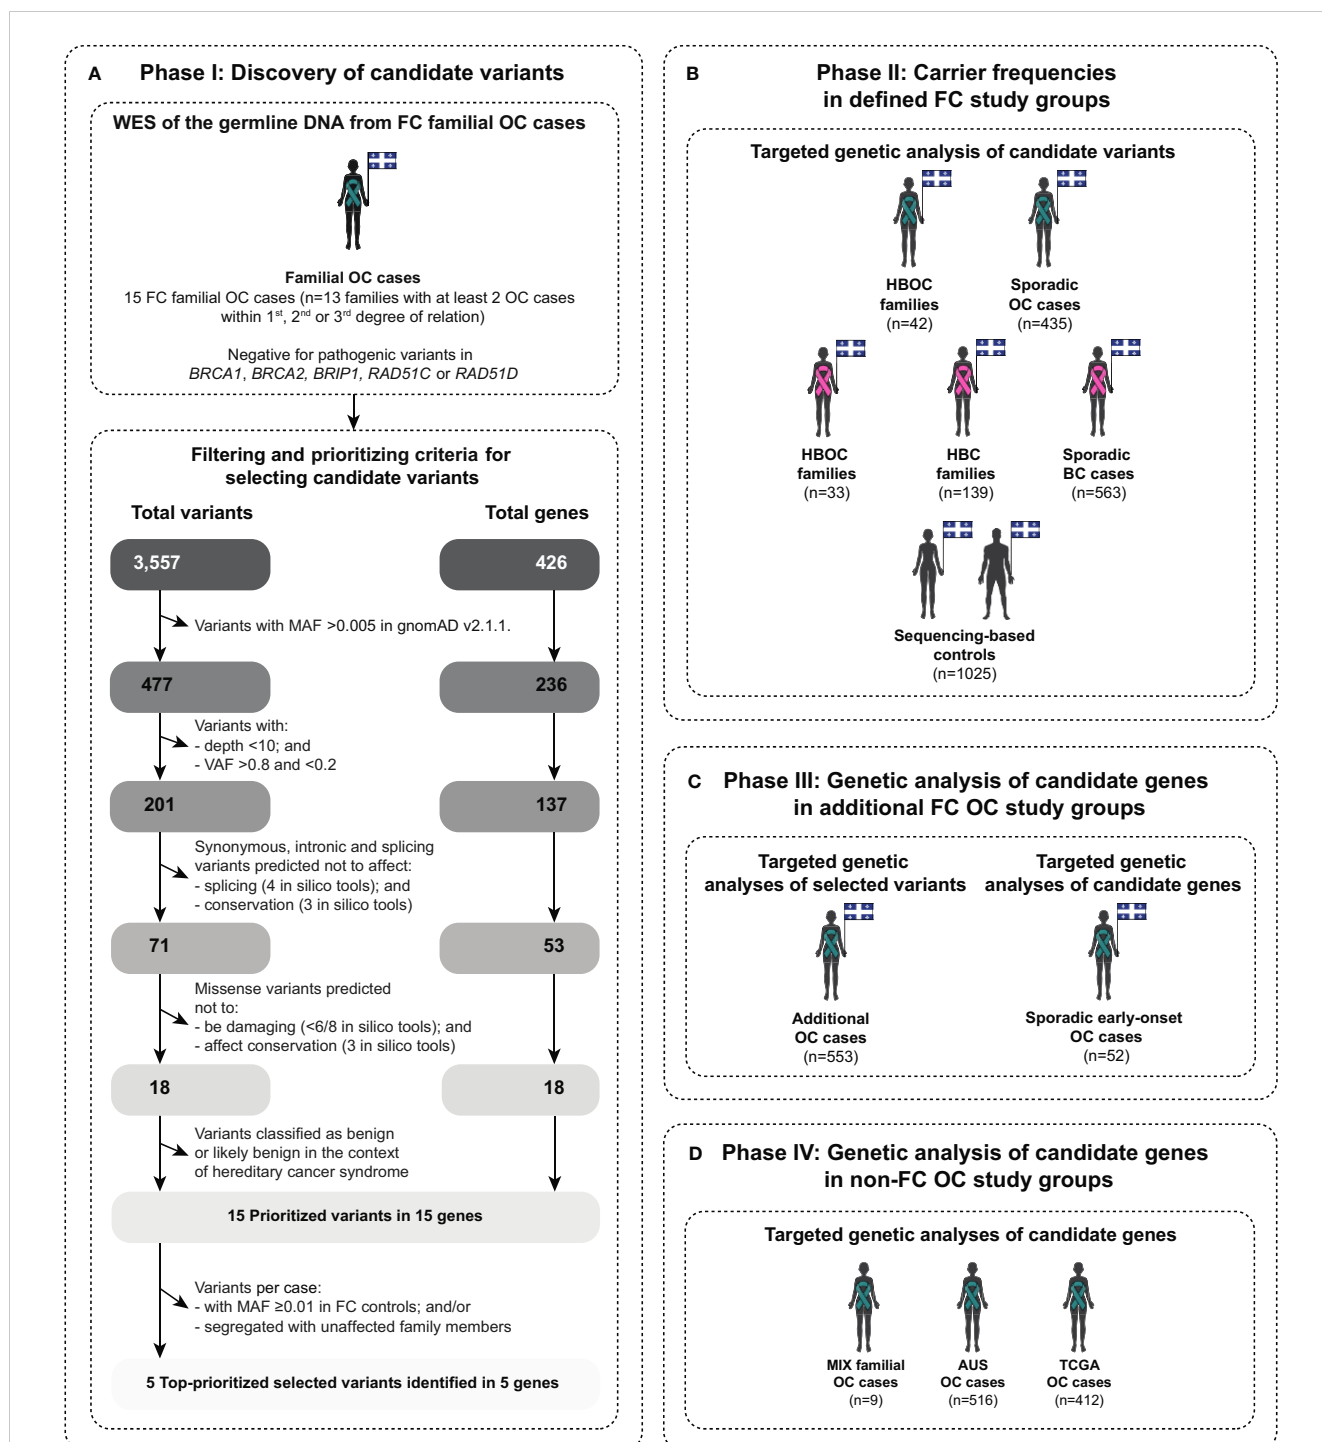 A Phase I: Discovery of candidate variants
WES of the germline DNA from FC familial OC cases
Familial OC cases
15 FC familial OC cases (n=13 families with at least 2 OC cases
within 1st, 2nd or 3rd degree of relation)
Negative for pathogenic variants in
BRCA1, BRCA2, BRIP1, RAD51C or RAD51D
Filtering and prioritizing criteria for
selecting candidate variants
Total variants
Total genes
3,557
426
Variants with MAF >0.005 in gnomAD v2.1.1.
477
236
Variants with:
- depth <10; and
- VAF >0.8 and <0.2
201
137
Synonymous, intronic and splicing
variants predicted not to affect:
- splicing (4 in silico tools); and
- conservation (3 in silico tools)
71
53
Missense variants predicted
not to:
- be damaging (<6/8 in silico tools); and
- affect conservation (3 in silico tools)
18
18
Variants classified as benign
or likely benign in the context
of hereditary cancer syndrome
15 Prioritized variants in 15 genes
Variants per case:
- with MAF ≥0.01 in FC controls; and/or
- segregated with unaffected family members
5 Top-prioritized selected variants identified in 5 genes
B Phase II: Carrier frequencies
in defined FC study groups
Targeted genetic analysis of candidate variants
HBOC
families
(n=42)
Sporadic
OC cases
(n=435)
HBOC
families
(n=33)
HBC
families
(n=139)
Sporadic
BC cases
(n=563)
Sequencing-based
controls
(n=1025)
C Phase III: Genetic analysis of candidate genes
in additional FC OC study groups
Targeted genetic
analyses of selected variants
Additional
OC cases
(n=553)
Targeted genetic
analyses of candidate genes
Sporadic early-onset
OC cases
(n=52)
D Phase IV: Genetic analysis of candidate genes
in non-FC OC study groups
Targeted genetic analyses of candidate genes
MIX familial
OC cases
(n=9)
AUS
OC cases
(n=516)
TCGA
OC cases
(n=412)